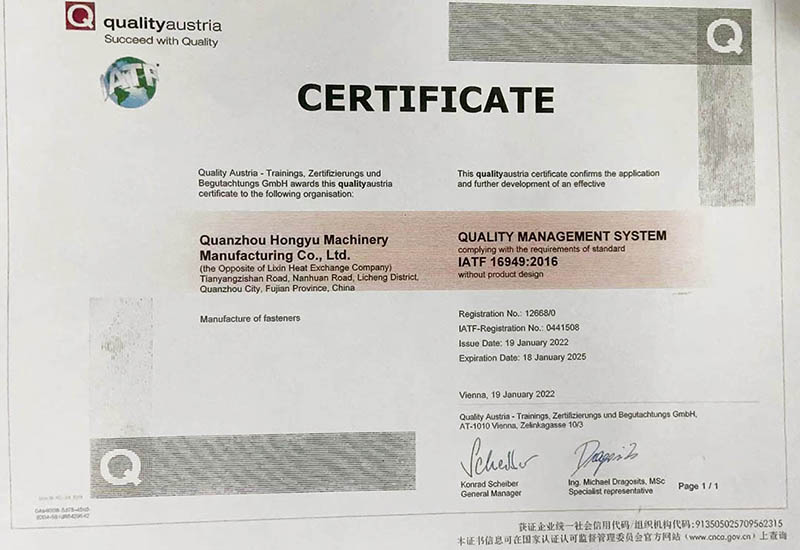 Q qualityaustria
Succeed with Quality
Q
IATF
CERTIFICATE
Quality Austria - Trainings, Zertifizierungs und
Begutachtungs GmbH awards this qualityaustria
certificate to the following organisation:
This qualityaustria certificate confirms the application
and further development of an effective
Quanzhou Hongyu Machinery
Manufacturing Co., Ltd.
(the Opposite of Lixin Heat Exchange Company)
Tianyangzishan Road, Nanhuan Road, Licheng District,
Quanzhou City, Fujian Province, China
QUALITY MANAGEMENT SYSTEM
complying with the requirements of standard
IATF 16949:2016
without product design
Manufacture of fasteners
Registration No.: 12668/0
IATF-Registration No.: 0441508
Issue Date: 19 January 2022
Expiration Date: 18 January 2025
Vienna, 19 January 2022
Quality Austria - Trainings, Zertifizierungs und Begutachtungs GmbH,
AT-1010 Vienna, Zelinkagasse 10/3
Q
Scheiber
Dragosits
Konrad Scheiber
General Manager
Ing. Michael Dragosits, MSc
Specialist representative
Page 1 / 1
获证企业统一社会信用代码/组织机构代码:913505025709562315
本证书信息可在国家认证认可监督管理委员会官方网站(www.cnca.gov.cn)上查询